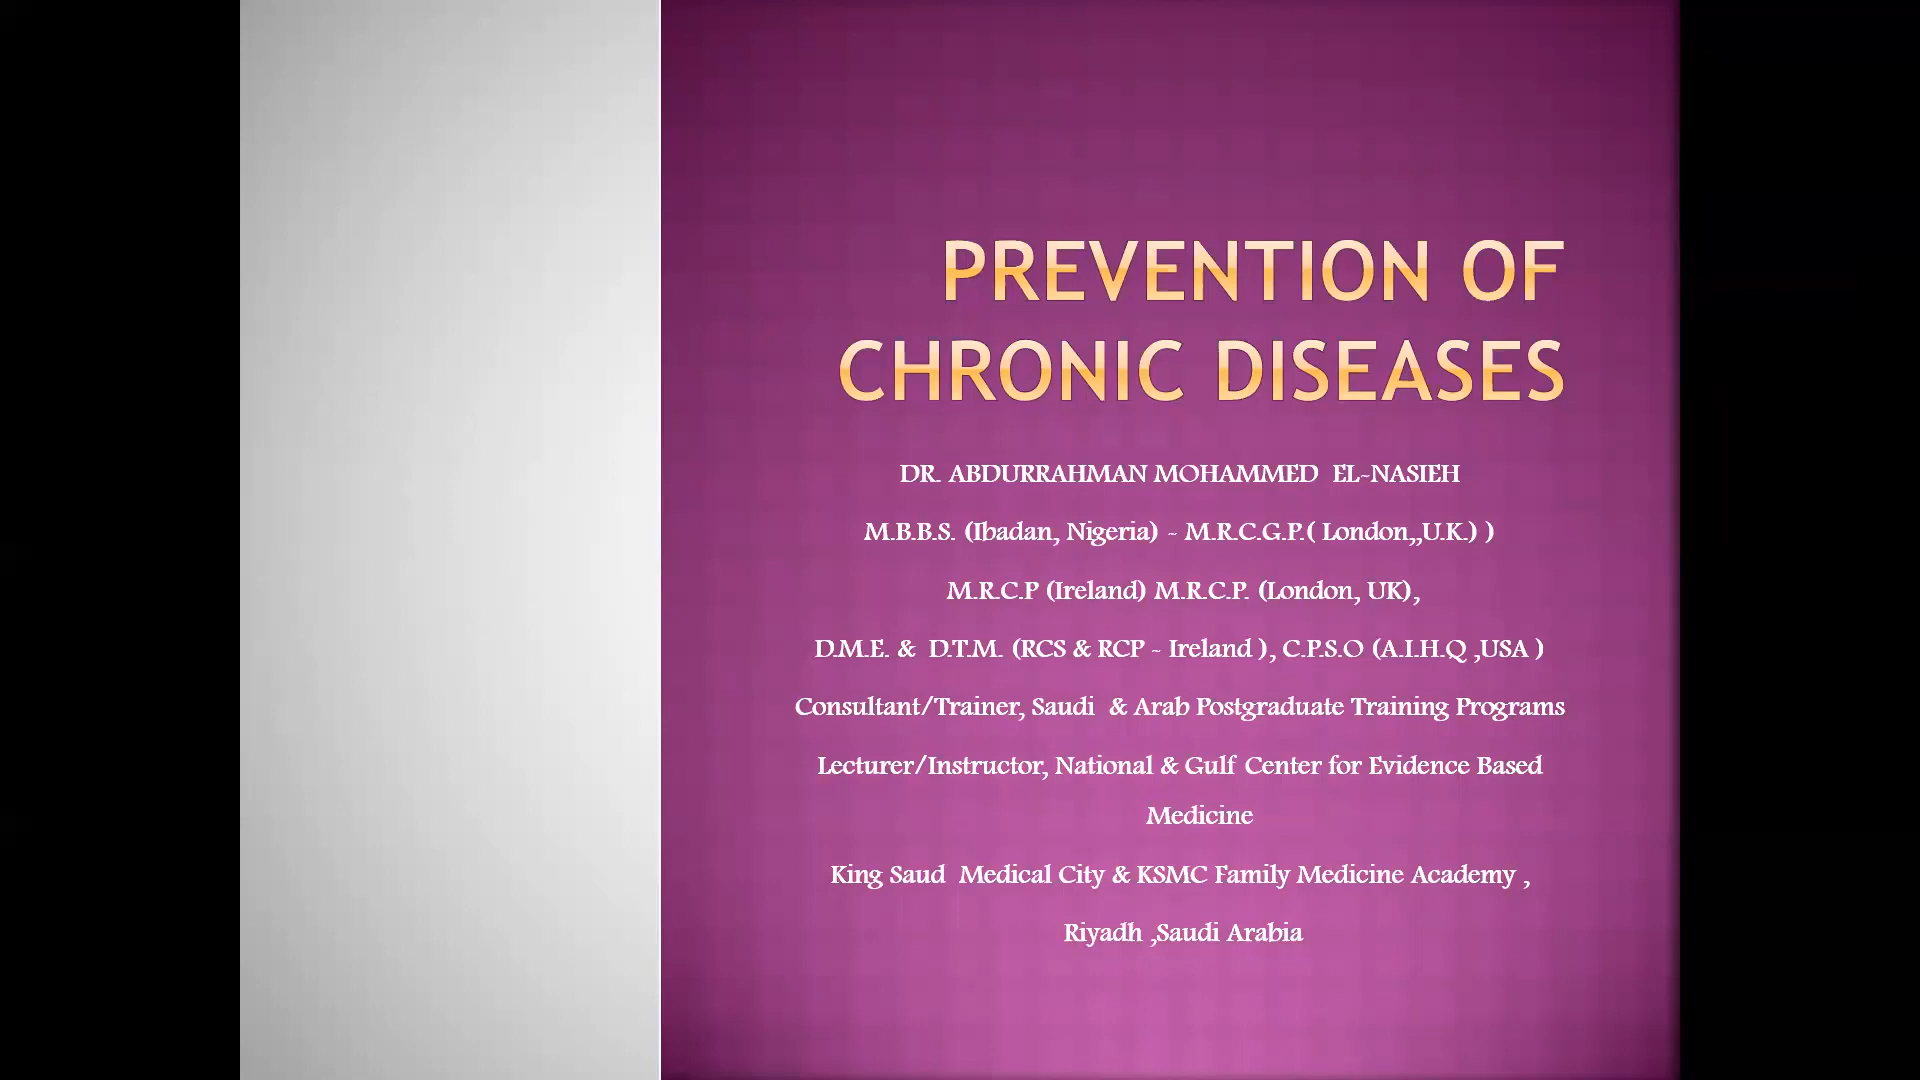 PREVENTION OF
CHRONIC DISEASES
DR. ABDURRAHMAN MOHAMMED EL-NASIEH
M.B.B.S. (Ibadan, Nigeria) - M.R.C.G.P.( London,,U.K.) )
M.R.C.P (Ireland) M.R.C.P. (London, UK),
D.M.E. & D.T.M. (RCS & RCP - Ireland ), C.P.S.O (A.I.H.Q ,USA )
Consultant/Trainer, Saudi & Arab Postgraduate Training Programs
Lecturer/Instructor, National & Gulf Center for Evidence Based
Medicine
King Saud Medical City & KSMC Family Medicine Academy ,
Riyadh ,Saudi Arabia